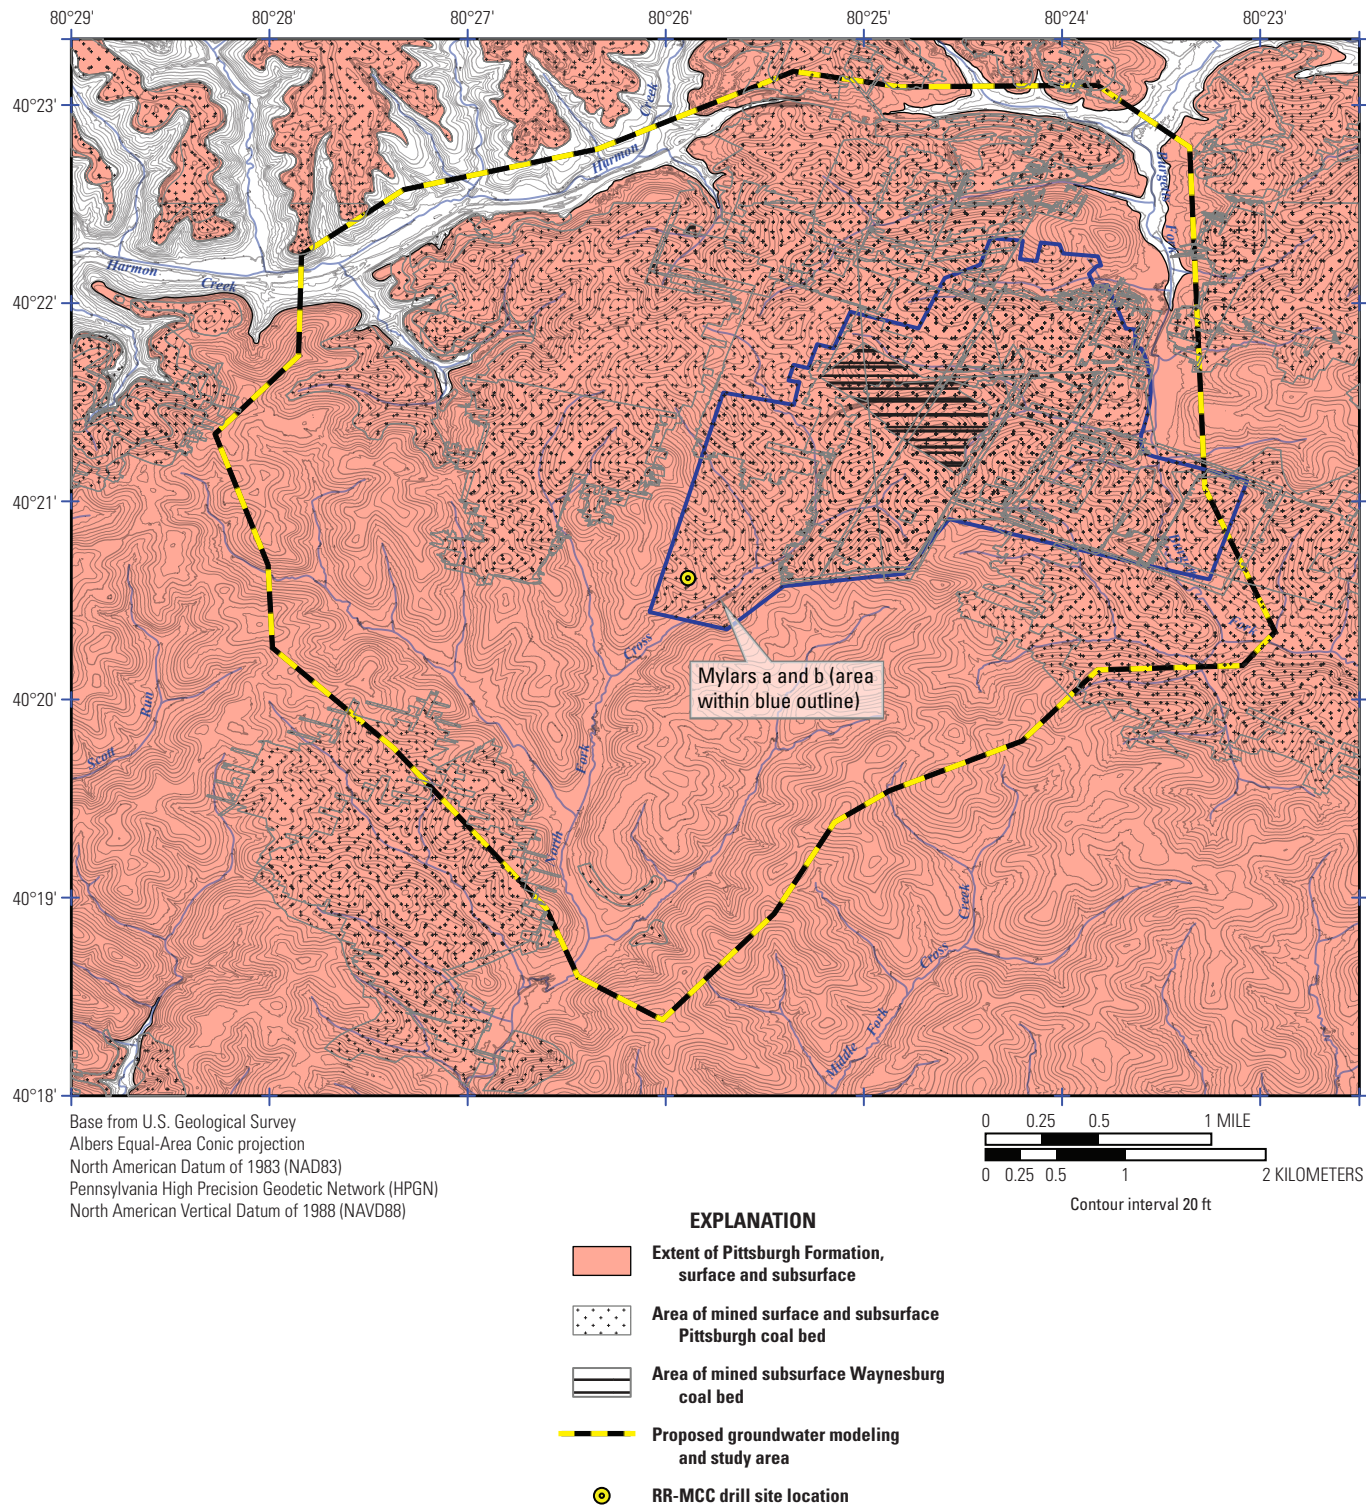 80°29' 80°28' 80°27' 80°26' 80°25' 80°24' 80°23'
40°23'
40°22'
40°21'
40°20'
40°19'
40°18'
Creek
Harmon
Burgetts
Fork
Harmon
Creek
Burgetts
Fork
Cross
Mylars a and b (area
within blue outline)
Run
Scott
Fork
North
Creek
Cross
Fork
Middle
Base from U.S. Geological Survey
Albers Equal-Area Conic projection
North American Datum of 1983 (NAD83)
Pennsylvania High Precision Geodetic Network (HPGN)
North American Vertical Datum of 1988 (NAVD88)
0 0.25 0.5 1 MILE
0 0.25 0.5 1 2 KILOMETERS
Contour interval 20 ft
EXPLANATION
Extent of Pittsburgh Formation,
surface and subsurface
Area of mined surface and subsurface
Pittsburgh coal bed
Area of mined subsurface Waynesburg
coal bed
Proposed groundwater modeling
and study area
RR-MCC drill site location